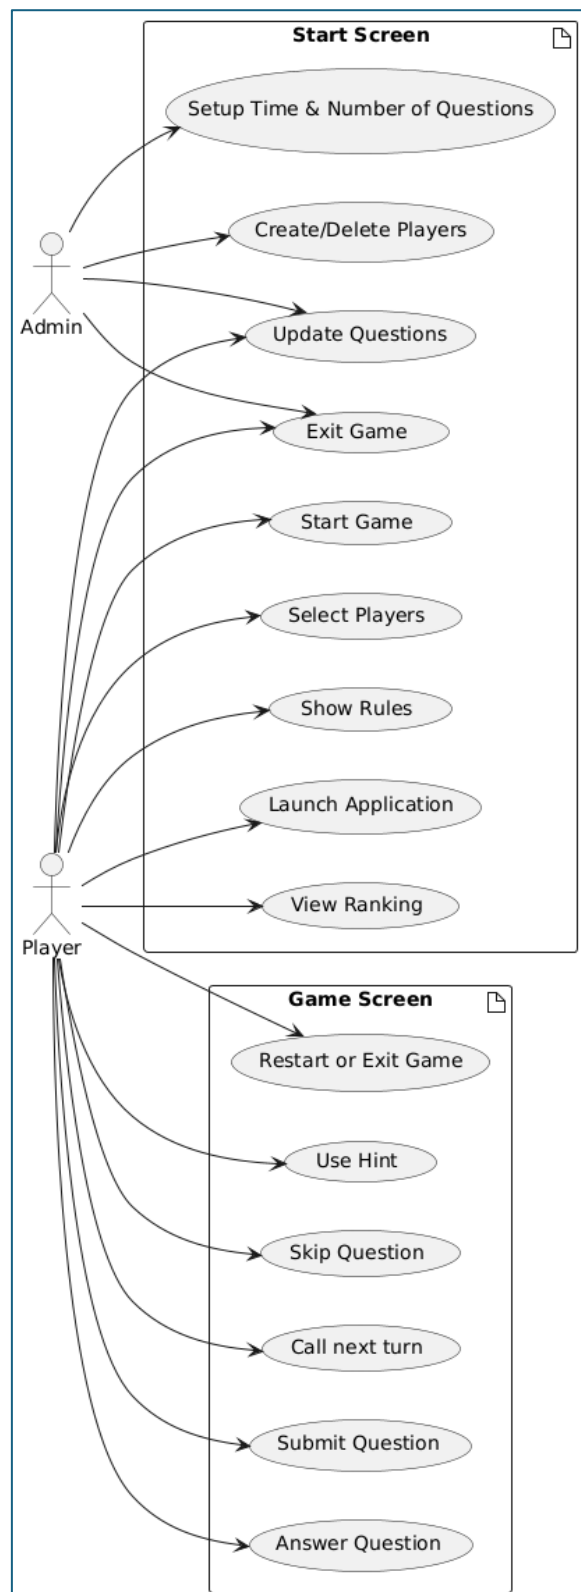 Start Screen
Setup Time & Number of Questions
Create/Delete Players
Admin
Update Questions
Exit Game
Start Game
Select Players
Show Rules
Launch Application
View Ranking
Player
Game Screen
Restart or Exit Game
Use Hint
Skip Question
Call next turn
Submit Question
Answer Question